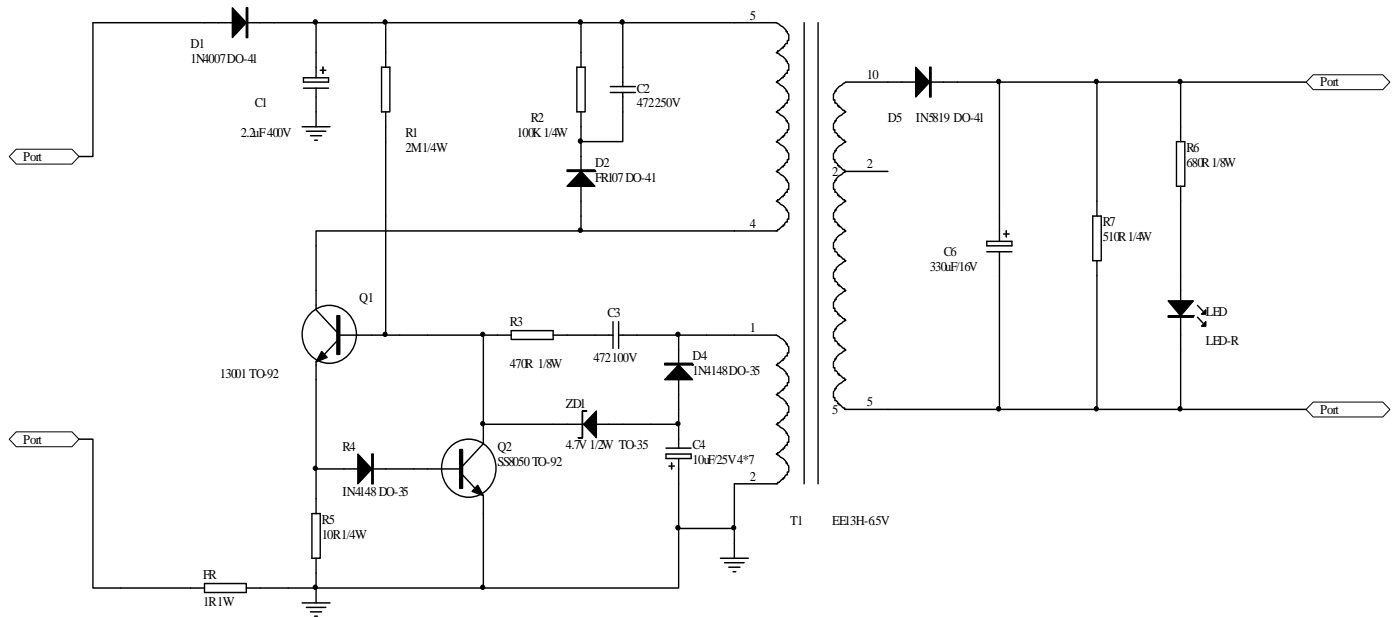 5
D1
1N4007 DO-41
10
Port
C1
2.2uF 400V
R1
2M 1/4W
R2
100K 1/4W
C2
472 250V
D5 IN5819 DO-41
Port
D2
FR107 DO-41
2
2
R6
680R 1/8W
4
R7
510R 1/4W
C6
330uF/16V
Q1
R3
470R 1/8W
C3
472 100V
1
LED
LED-R
D4
1N4148 DO-35
13001 TO-92
5
5
Port
Port
ZD1
4.7V 1/2W TO-35
R4
IN4148 DO-35
Q2
SS8050 TO-92
C4
10uF/25V 4*7
2
R5
10R 1/4W
T1 EE13H-6.5V
FR
1R 1W